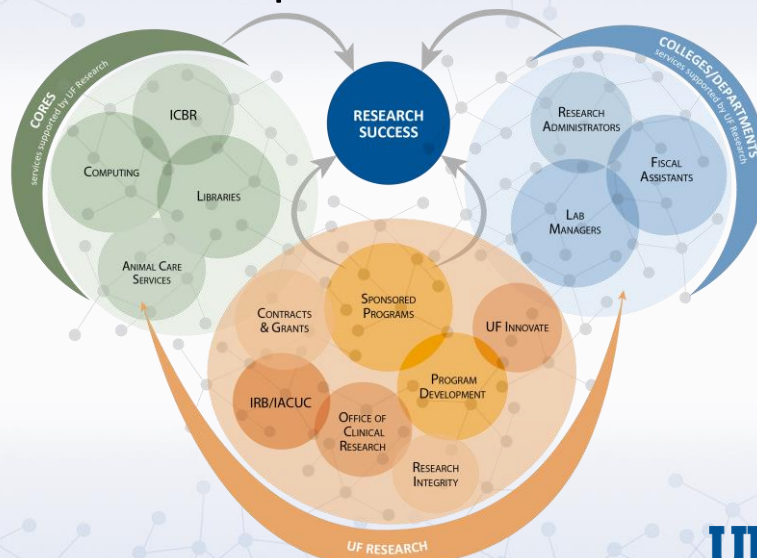 CORES
services supported by UF Research
ICBR
COMPUTING
LIBRARIES
ANIMAL CARE
SERVICES
RESEARCH
SUCCESS
COLLEGES/DEPARTMENTS
services supported by UF Research
RESEARCH
ADMINISTRATORS
FISCAL
ASSISTANTS
LAB
MANAGERS
CONTRACTS
& GRANTS
SPONSORED
PROGRAMS
UF INNOVATE
IRB/IACUC
OFFICE OF
CLINICAL
RESEARCH
PROGRAM
DEVELOPMENT
RESEARCH
INTEGRITY
UF RESEARCH